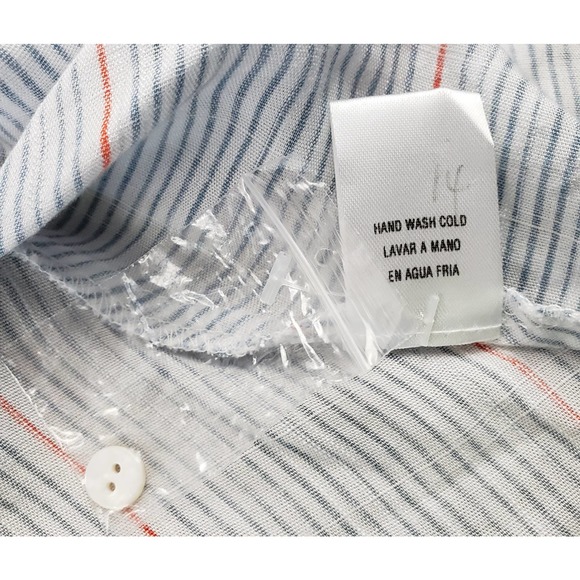 14
HAND WASH COLD
LAVAR A MANO
EN AGUA FRIA